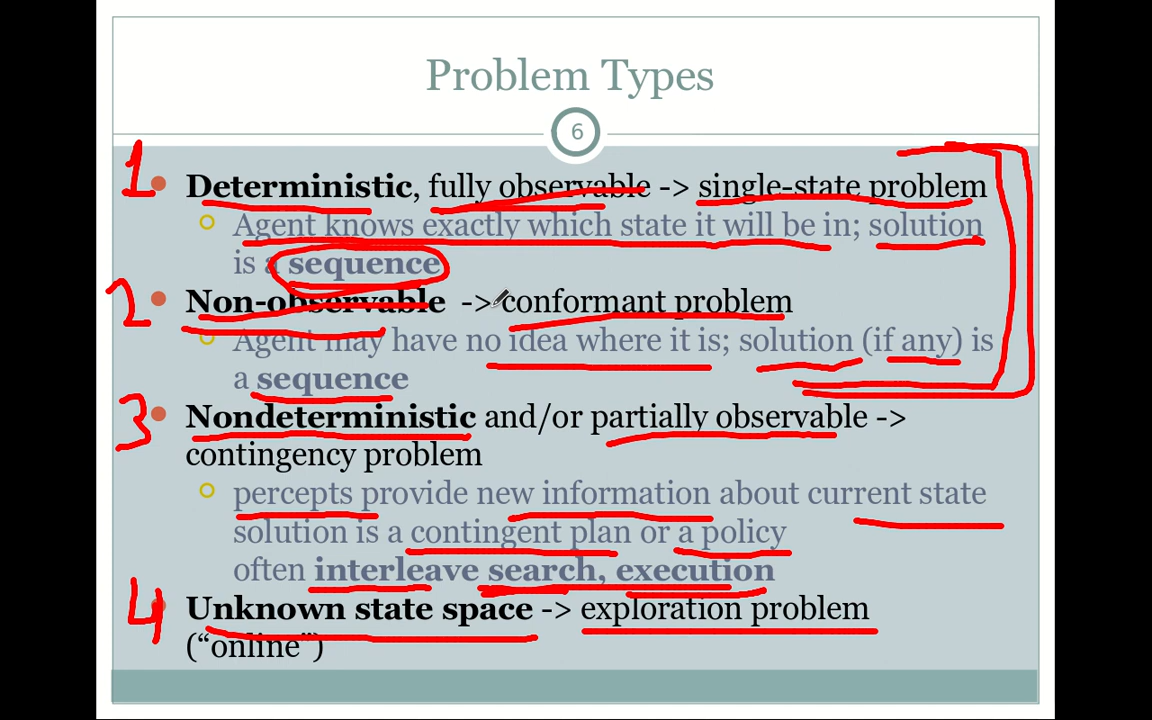 Problem Types
6
1 Deterministic, fully observable -> single-state problem
Agent knows exactly which state it will be in; solution
is a sequence
2 Non-observable -> conformant problem
Agent may have no idea where it is; solution (if any) is
a sequence
3 Nondeterministic and/or partially observable ->
contingency problem
percepts provide new information about current state
solution is a contingent plan or a policy
often interleave search, execution
4 Unknown state space -> exploration problem
(“online”)